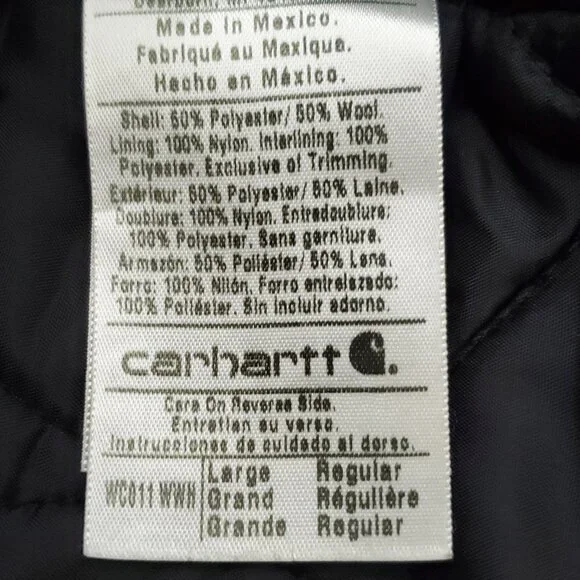 Made in Mexico.
Fabriqué au Mexique.
Hecho en México.
Shell: 50% Polyester/ 50% Wool.
Lining: 100% Nylon. Interlining: 100%
Polyester. Exclusive of Trimming.
Extérieur: 50% Polyester/ 50% Laine.
Doublure: 100% Nylon. Entredoublure:
100% Polyester. Sans garniture.
Armazón: 50% Poliéster/ 50% Lana.
Forro: 100% Nilón. Forro entrelazado:
100% Poliéster. Sin incluir adorno.
carhartt
Care On Reverse Side.
Entretien au verso.
Instrucciones de cuidado al dorso.
WC011 WWH
Large Regular
Grand Régulière
Grande Regular